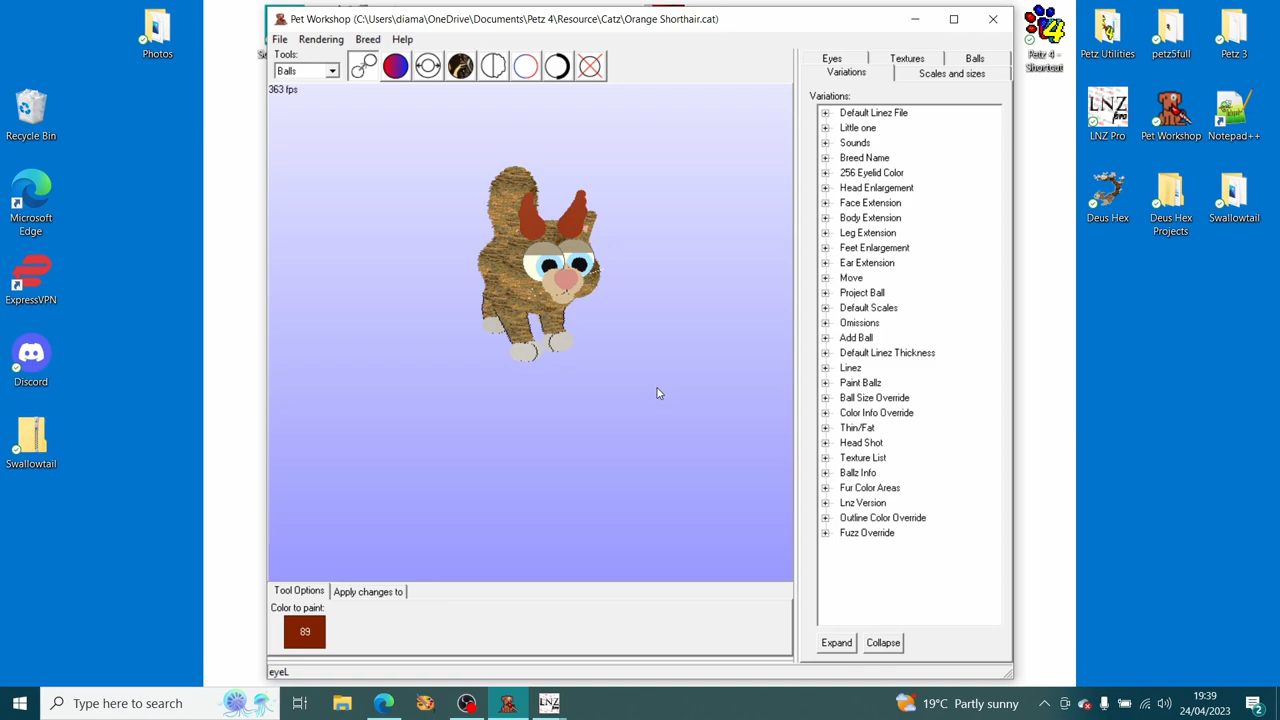 Pet Workshop (C:\Users\diama\OneDrive\Documents\Petz 4\Resource\Catz\Orange Shorthair.cat)
File Rendering Breed Help
Tools:
Balls
363 fps
Eyes Textures Balls
Variations Scales and sizes
Variations:
Default Linez File
Little one
Sounds
Breed Name
256 Eyelid Color
Head Enlargement
Face Extension
Body Extension
Leg Extension
Feet Enlargement
Ear Extension
Move
Project Ball
Default Scales
Omissions
Add Ball
Default Linez Thickness
Linez
Paint Ballz
Ball Size Override
Color Info Override
Thin/Fat
Head Shot
Texture List
Ballz Info
Fur Color Areas
Lnz Version
Outline Color Override
Fuzz Override
Expand Collapse
Tool Options Apply changes to
Color to paint:
89
eyeL
Photos
Recycle Bin
Microsoft
Edge
ExpressVPN
Discord
Swallowtail
4
Petz 4 -
Shortcut
Petz Utilities
petz5full
Petz 3
LNZ
LNZ Pro
Pet Workshop
Notepad++
Deus Hex
Deus Hex
Projects
Swallowtail
Type here to search
LNZ
19°C Partly sunny
19:39
24/04/2023
2